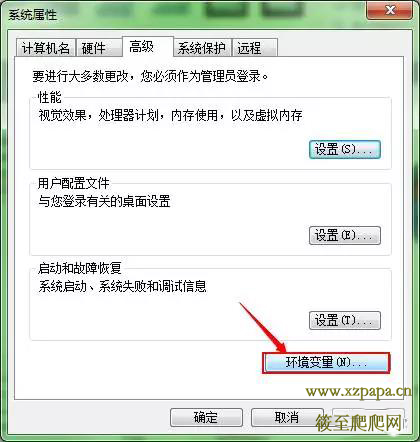 系统属性
计算机名 硬件 高级 系统保护 远程
要进行大多数更改，您必须作为管理员登录。
性能
视觉效果，处理器计划，内存使用，以及虚拟内存
设置(S)...
用户配置文件
与您登录有关的桌面设置
设置(E)...
启动和故障恢复
系统启动、系统失败和调试信息
设置(T)...
环境变量(N)...
www.xzpapa.cn
确定 取消
筱至爬爬网